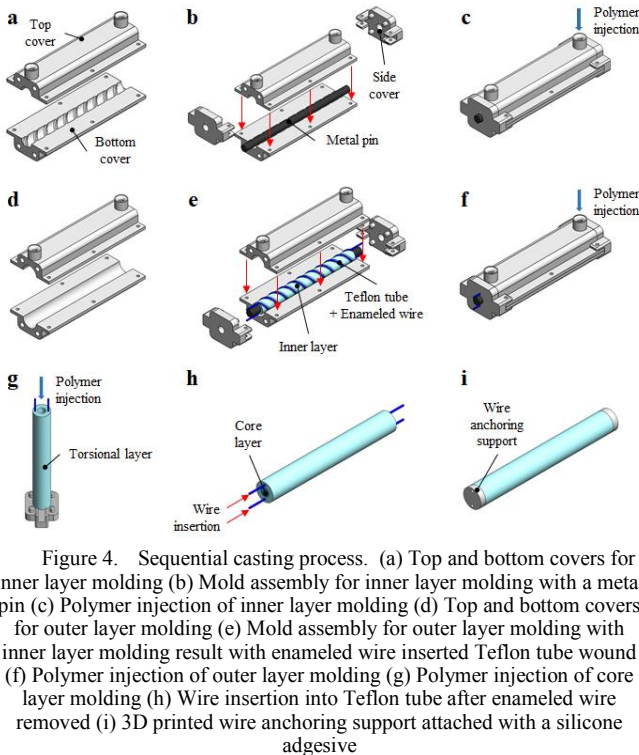 a
Top
cover
Bottom
cover
b
Side
cover
Metal pin
c
Polymer
injection
d
e
Teflon tube
+ Enameled wire
Inner layer
f
Polymer
injection
g
Polymer
injection
Torsional layer
h
Core
layer
Wire
insertion
i
Wire
anchoring
support
Figure 4. Sequential casting process. (a) Top and bottom covers for
inner layer molding (b) Mold assembly for inner layer molding with a meta
pin (c) Polymer injection of inner layer molding (d) Top and bottom covers
for outer layer molding (e) Mold assembly for outer layer molding with
inner layer molding result with enameled wire inserted Teflon tube wound
(f) Polymer injection of outer layer molding (g) Polymer injection of core
layer molding (h) Wire insertion into Teflon tube after enameled wire
removed (i) 3D printed wire anchoring support attached with a silicone
adgesive